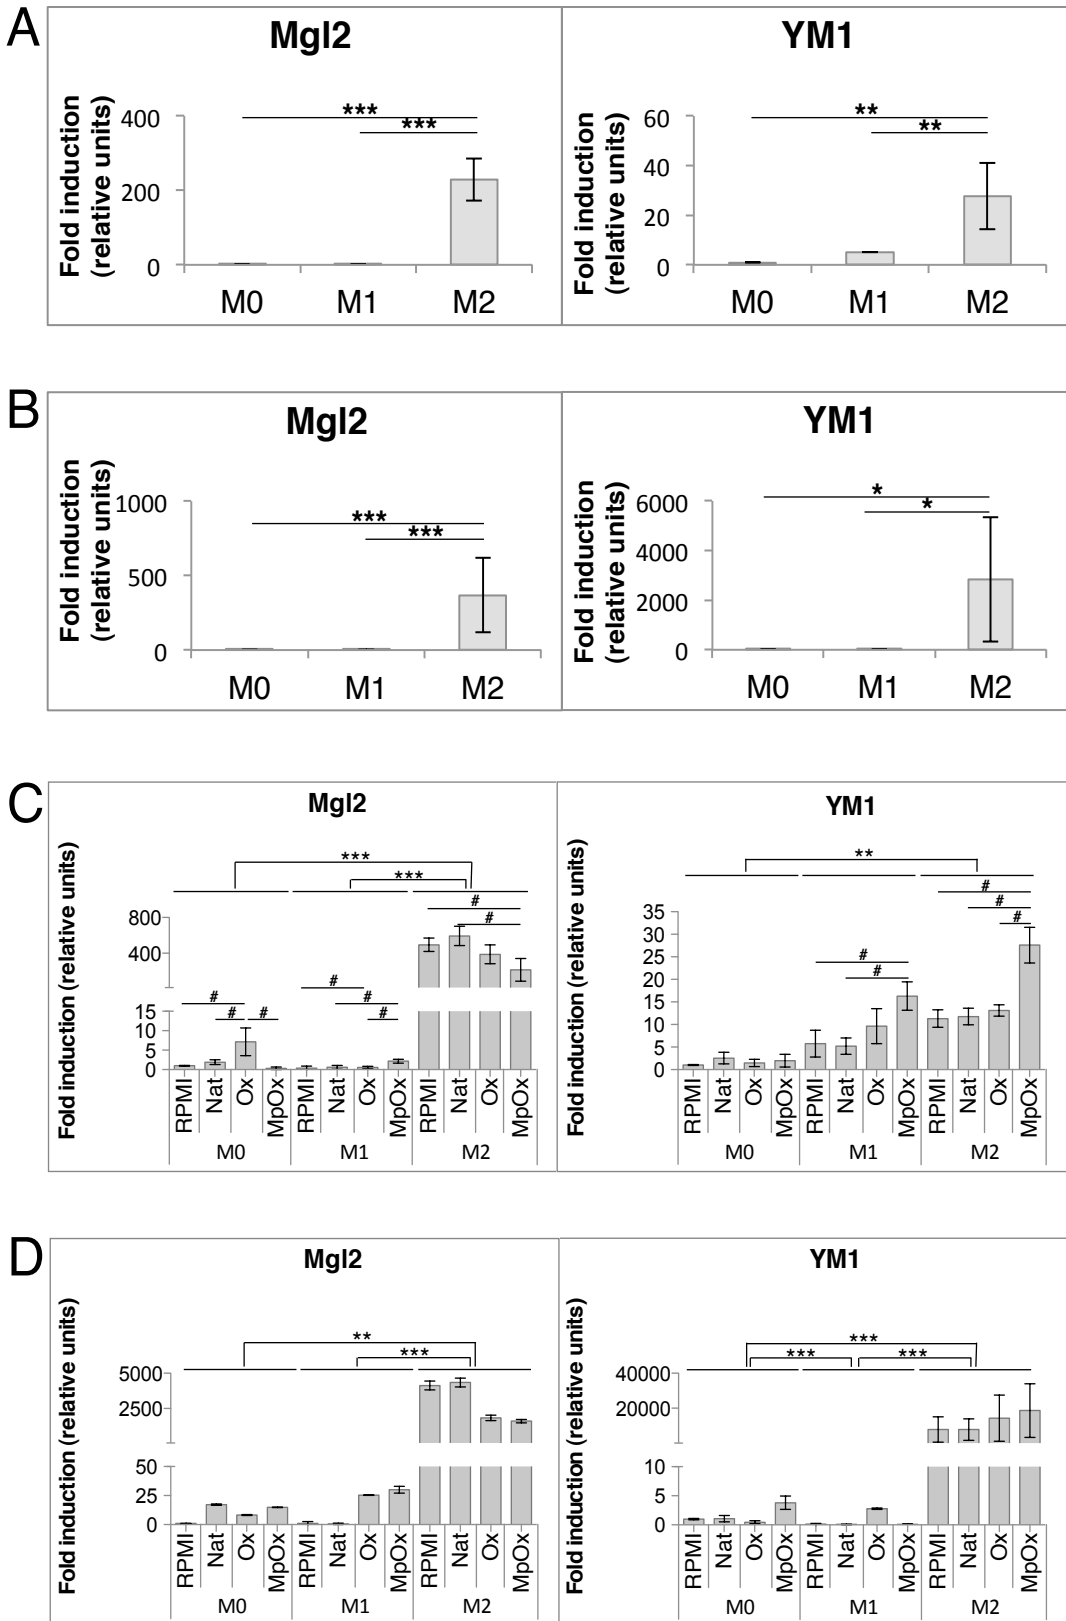 A
Mgl2
YM1
Fold induction
(relative units)
400
200
0
***
***
M0
M1
M2
Fold induction
(relative units)
60
40
20
0
**
**
M0
M1
M2
B
Mgl2
YM1
Fold induction
(relative units)
1000
500
0
***
***
M0
M1
M2
Fold induction
(relative units)
6000
4000
2000
0
*
*
M0
M1
M2
C
Mgl2
YM1
Fold induction (relative units)
***
***
#
#
800
400
#
#
#
#
#
#
15
10
5
0
RPMI
Nat
Ox
MpOx
RPMI
Nat
Ox
MpOx
RPMI
Nat
Ox
MpOx
M0
M1
M2
Fold induction (relative units)
**
#
#
#
#
#
35
30
25
20
15
10
5
0
RPMI
Nat
Ox
MpOx
RPMI
Nat
Ox
MpOx
RPMI
Nat
Ox
MpOx
M0
M1
M2
D
Mgl2
YM1
Fold induction (relative units)
**
***
5000
2500
50
25
0
RPMI
Nat
Ox
MpOx
RPMI
Nat
Ox
MpOx
RPMI
Nat
Ox
MpOx
M0
M1
M2
Fold induction (relative units)
***
***
***
40000
20000
10
5
0
RPMI
Nat
Ox
MpOx
RPMI
Nat
Ox
MpOx
RPMI
Nat
Ox
MpOx
M0
M1
M2